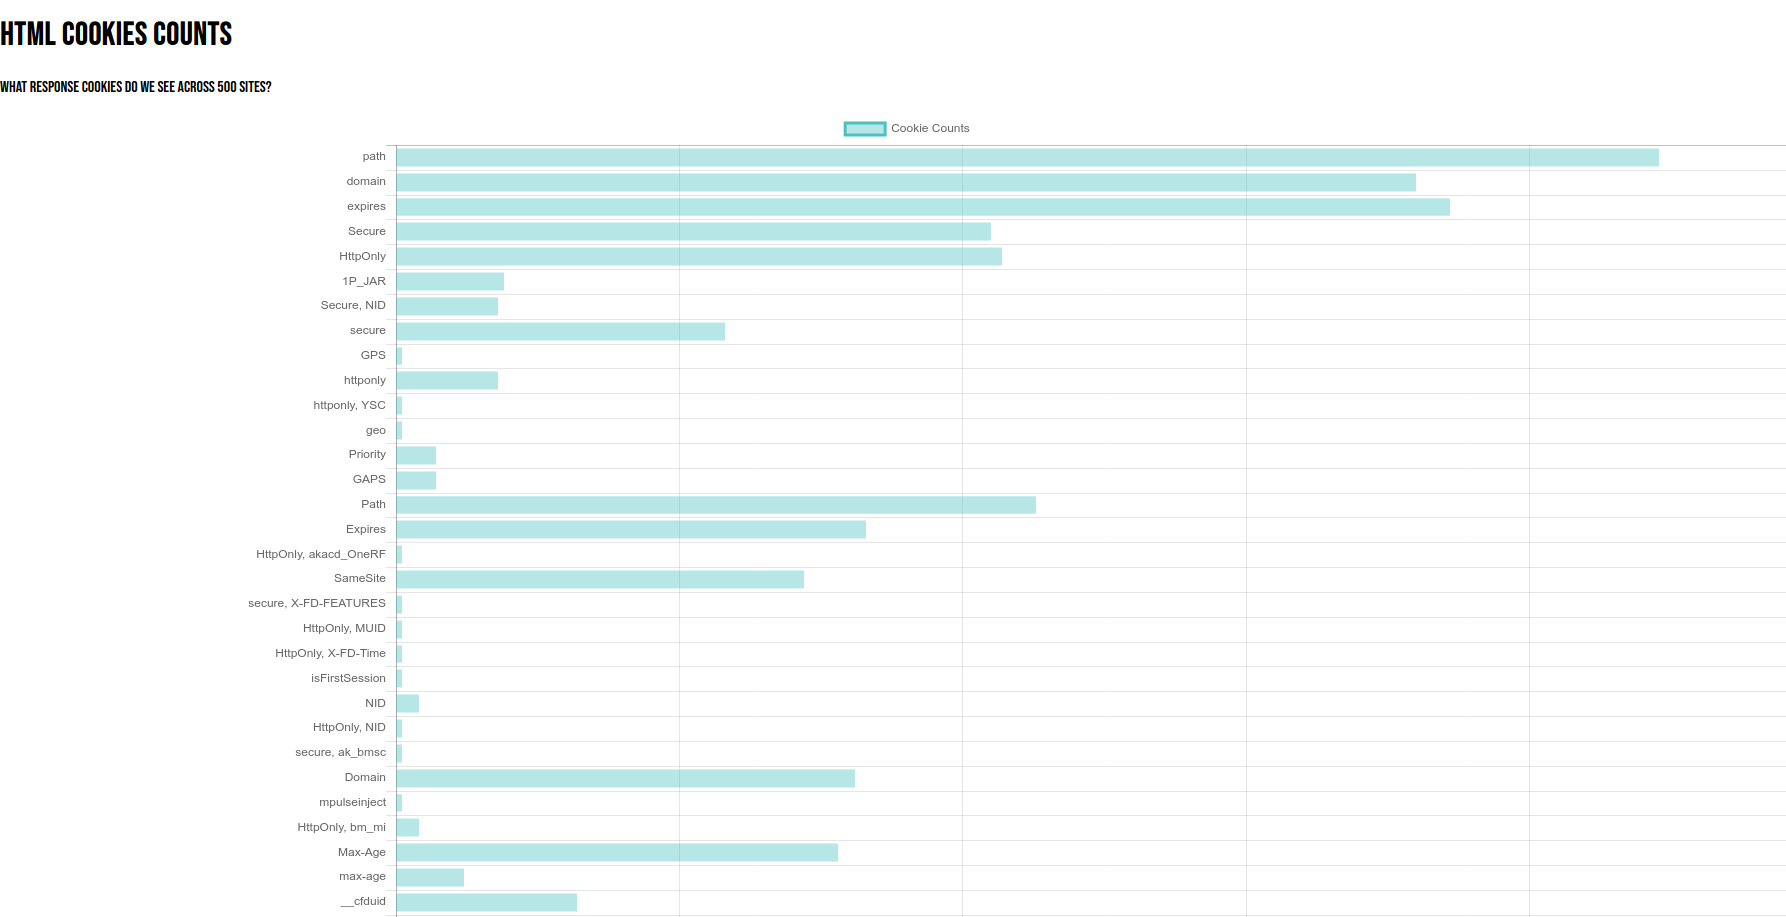 HTML COOKIES COUNTS
WHAT RESPONSE COOKIES DO WE SEE ACROSS 500 SITES?
Cookie Counts
path
domain
expires
Secure
HttpOnly
1P_JAR
Secure, NID
secure
GPS
httponly
httponly, YSC
geo
Priority
GAPS
Path
Expires
HttpOnly, akacd_OneRF
SameSite
secure, X-FD-FEATURES
HttpOnly, MUID
HttpOnly, X-FD-Time
isFirstSession
NID
HttpOnly, NID
secure, ak_bmsc
Domain
mpulseinject
HttpOnly, bm_mi
Max-Age
max-age
__cfduid